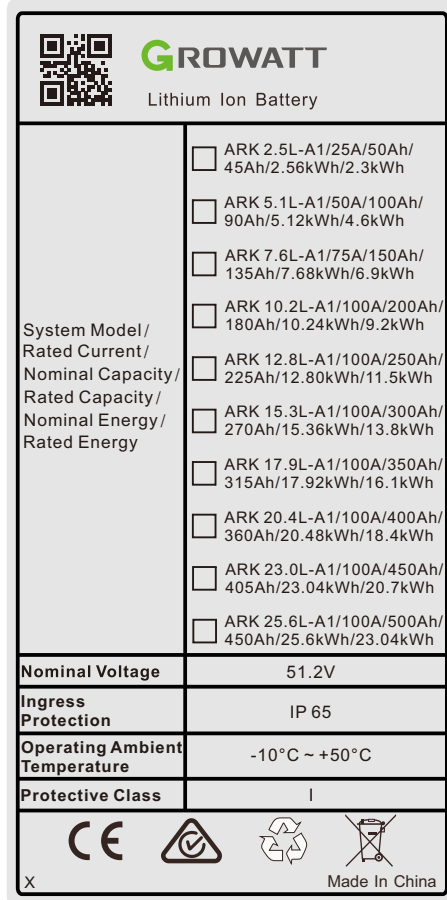 GROWATT
Lithium Ion Battery
System Model/
Rated Current/
Nominal Capacity/
Rated Capacity/
Nominal Energy/
Rated Energy
ARK 2.5L-A1/25A/50Ah/
45Ah/2.56kWh/2.3kWh
ARK 5.1L-A1/50A/100Ah/
90Ah/5.12kWh/4.6kWh
ARK 7.6L-A1/75A/150Ah/
135Ah/7.68kWh/6.9kWh
ARK 10.2L-A1/100A/200Ah/
180Ah/10.24kWh/9.2kWh
ARK 12.8L-A1/100A/250Ah/
225Ah/12.80kWh/11.5kWh
ARK 15.3L-A1/100A/300Ah/
270Ah/15.36kWh/13.8kWh
ARK 17.9L-A1/100A/350Ah/
315Ah/17.92kWh/16.1kWh
ARK 20.4L-A1/100A/400Ah/
360Ah/20.48kWh/18.4kWh
ARK 23.0L-A1/100A/450Ah/
405Ah/23.04kWh/20.7kWh
ARK 25.6L-A1/100A/500Ah/
450Ah/25.6kWh/23.04kWh
Nominal Voltage
51.2V
Ingress
Protection
IP 65
Operating Ambient
Temperature
-10°C ~ +50°C
Protective Class
I
CE
X
Made In China